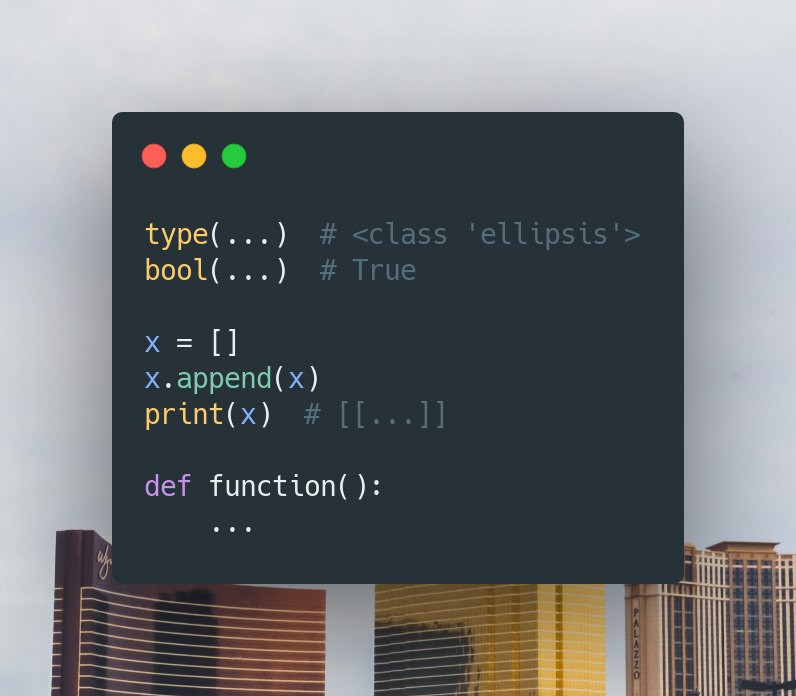 type(...)  # <class 'ellipsis'>
bool(...)  # True

x = []
x.append(x)
print(x)  # [[...]]

def function():
    ...
PALAZZO